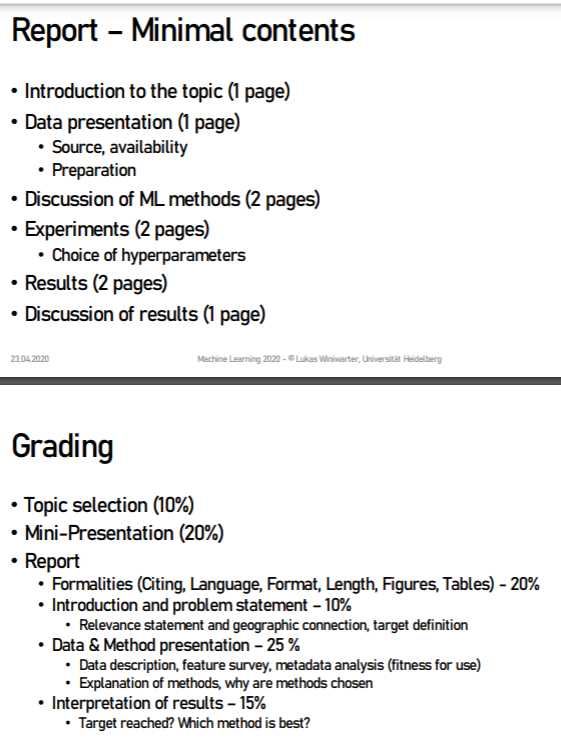 Report – Minimal contents
• Introduction to the topic (1 page)
• Data presentation (1 page)
• Source, availability
• Preparation
• Discussion of ML methods (2 pages)
• Experiments (2 pages)
• Choice of hyperparameters
• Results (2 pages)
• Discussion of results (1 page)
23.04.2020 Machine Learning 2020 - © Lukas Winiwarter, Universität Heidelberg
Grading
• Topic selection (10%)
• Mini-Presentation (20%)
• Report
• Formalities (Citing, Language, Format, Length, Figures, Tables) - 20%
• Introduction and problem statement – 10%
• Relevance statement and geographic connection, target definition
• Data & Method presentation – 25 %
• Data description, feature survey, metadata analysis (fitness for use)
• Explanation of methods, why are methods chosen
• Interpretation of results – 15%
• Target reached? Which method is best?